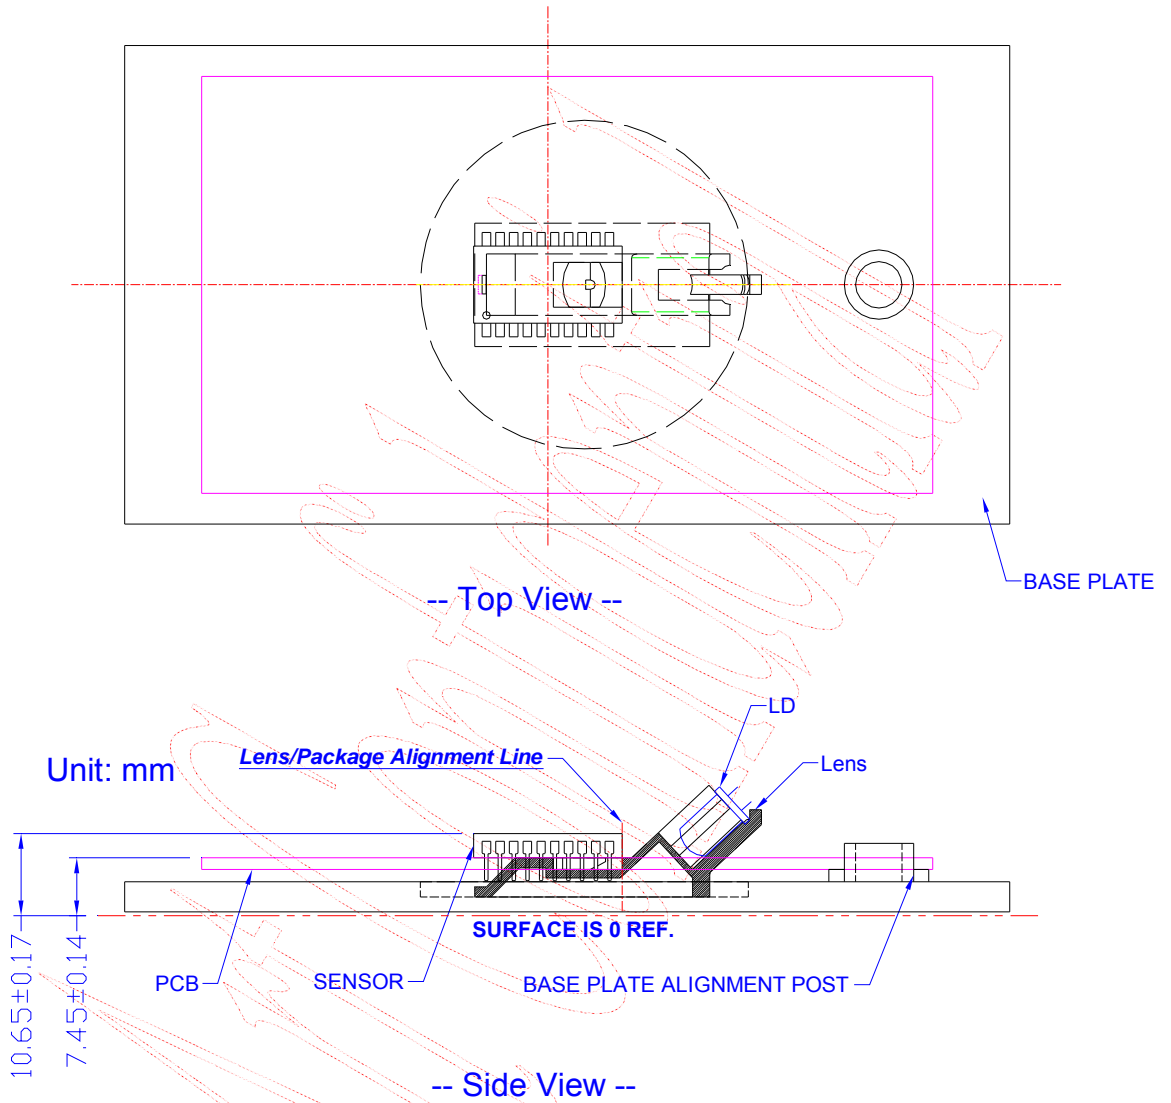 BASE PLATE
-- Top View --
LD
Unit: mm
Lens/Package Alignment Line
Lens
SURFACE IS 0 REF.
PCB
SENSOR
BASE PLATE ALIGNMENT POST
10.65±0.17
7.45±0.14
-- Side View --